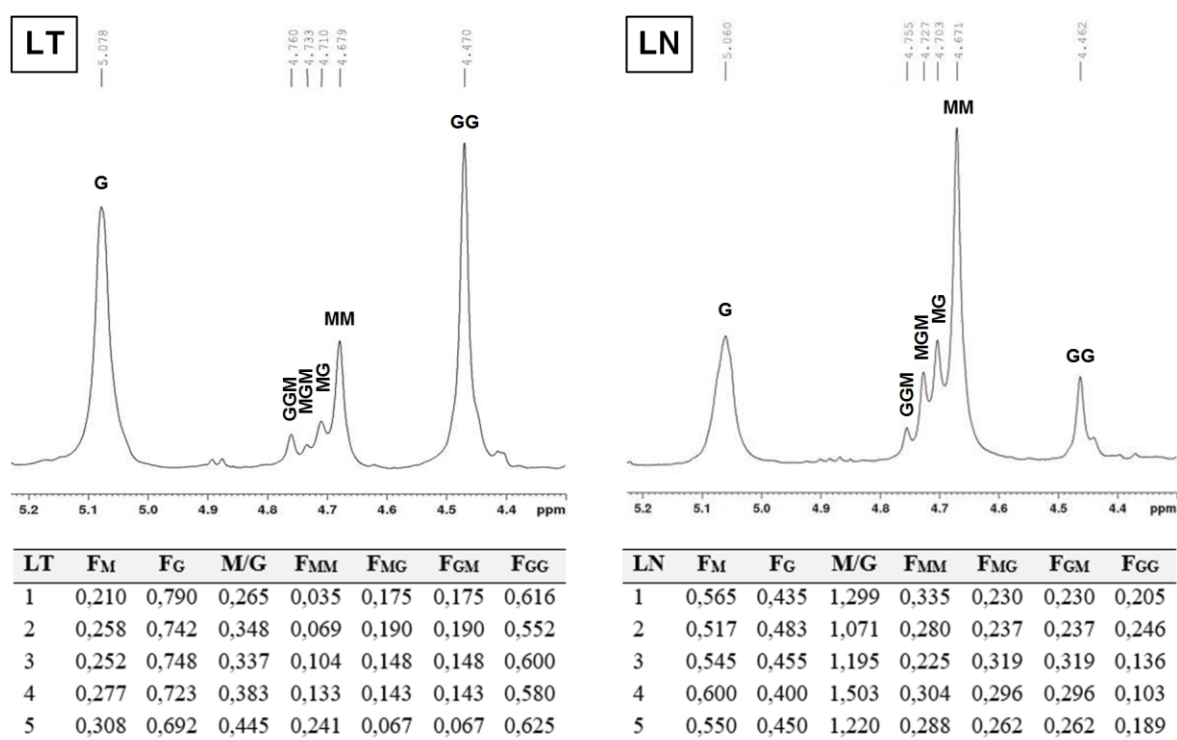 LT
5.078
4.760
4.733
4.710
4.679
4.470
G
GGM
MGM
MG
MM
GG
5.2 5.1 5.0 4.9 4.8 4.7 4.6 4.5 4.4 ppm
LN
5.060
4.755
4.727
4.703
4.671
4.462
G
GGM
MGM
MG
MM
GG
5.2 5.1 5.0 4.9 4.8 4.7 4.6 4.5 4.4 ppm
LT FM FG M/G FMM FMG FGM FGG
1 0,210 0,790 0,265 0,035 0,175 0,175 0,616
2 0,258 0,742 0,348 0,069 0,190 0,190 0,552
3 0,252 0,748 0,337 0,104 0,148 0,148 0,600
4 0,277 0,723 0,383 0,133 0,143 0,143 0,580
5 0,308 0,692 0,445 0,241 0,067 0,067 0,625
LN FM FG M/G FMM FMG FGM FGG
1 0,565 0,435 1,299 0,335 0,230 0,230 0,205
2 0,517 0,483 1,071 0,280 0,237 0,237 0,246
3 0,545 0,455 1,195 0,225 0,319 0,319 0,136
4 0,600 0,400 1,503 0,304 0,296 0,296 0,103
5 0,550 0,450 1,220 0,288 0,262 0,262 0,189